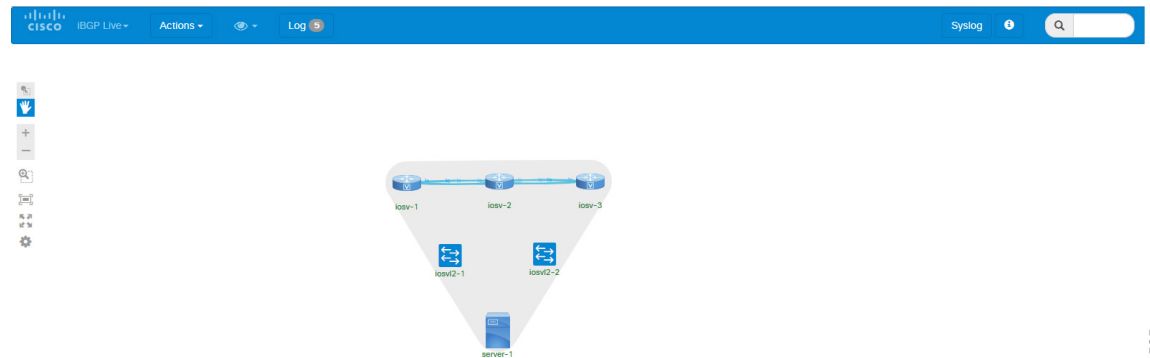 CISCO iBGP Live Actions Log 5 Syslog
iosv-1 iosv-2 iosv-3
iosvl2-1 iosvl2-2
server-1